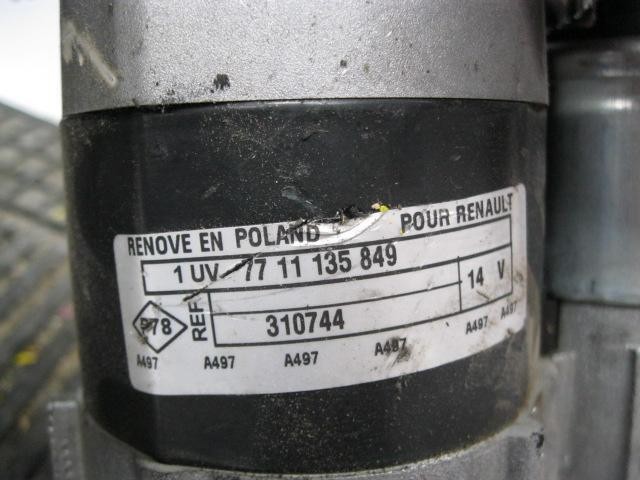 RENOVE EN POLAND POUR RENAULT
1 UV 77 11 135 849
14 V
REF 310744
P78
A497 A497 A497 A497 A497 A497